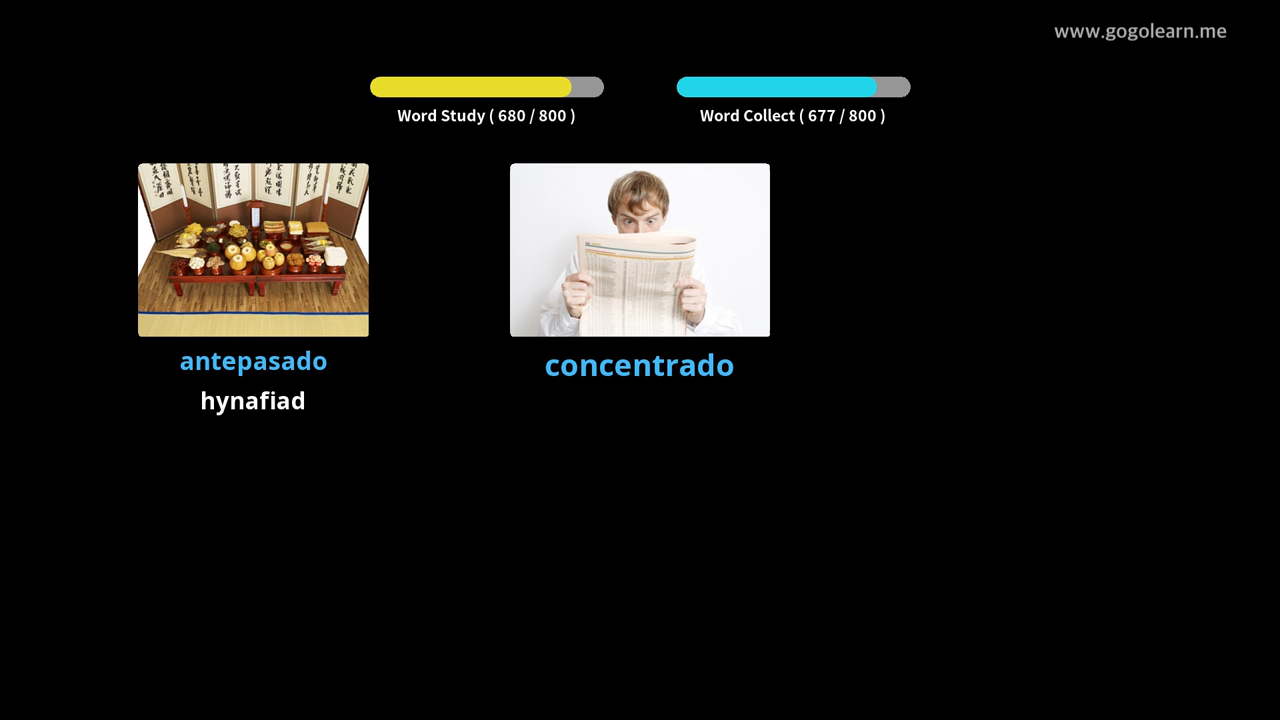 www.gogolearn.me
Word Study ( 680 / 800 )
Word Collect ( 677 / 800 )
antepasado
hynafiad
concentrado